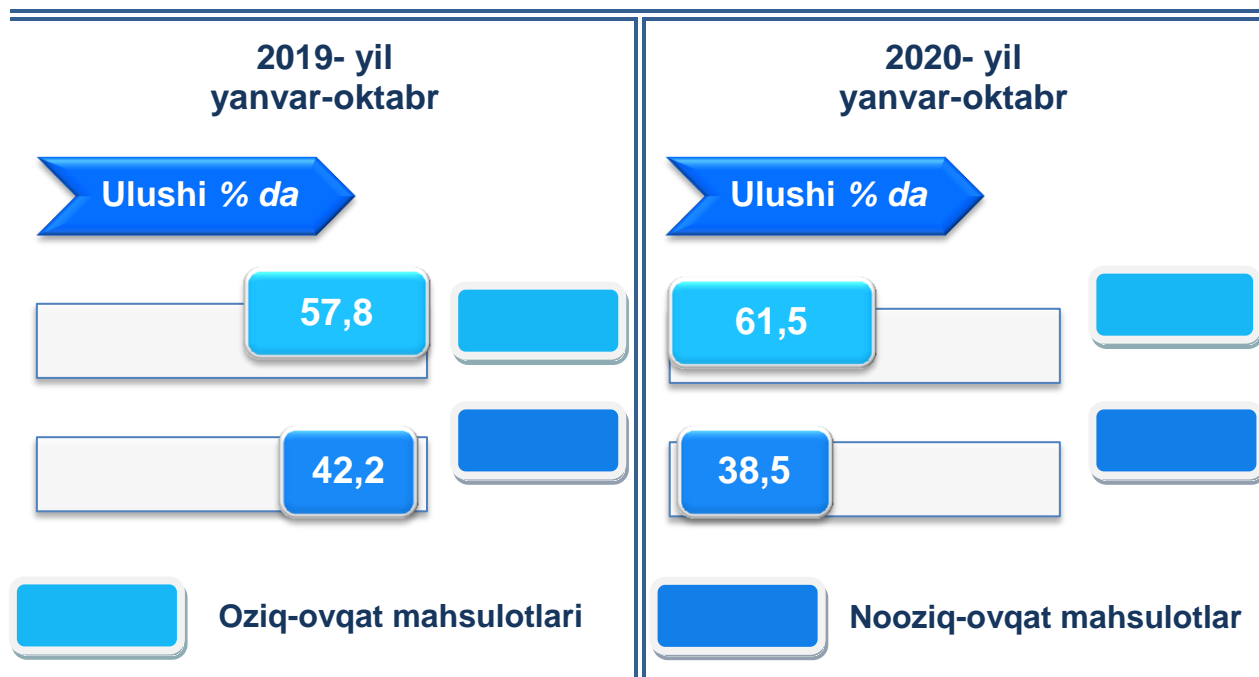 2019- yil
yanvar-oktabr
Ulushi % da
57,8
42,2
2020- yil
yanvar-oktabr
Ulushi % da
61,5
38,5
Oziq-ovqat mahsulotlari
Nooziq-ovqat mahsulotlar